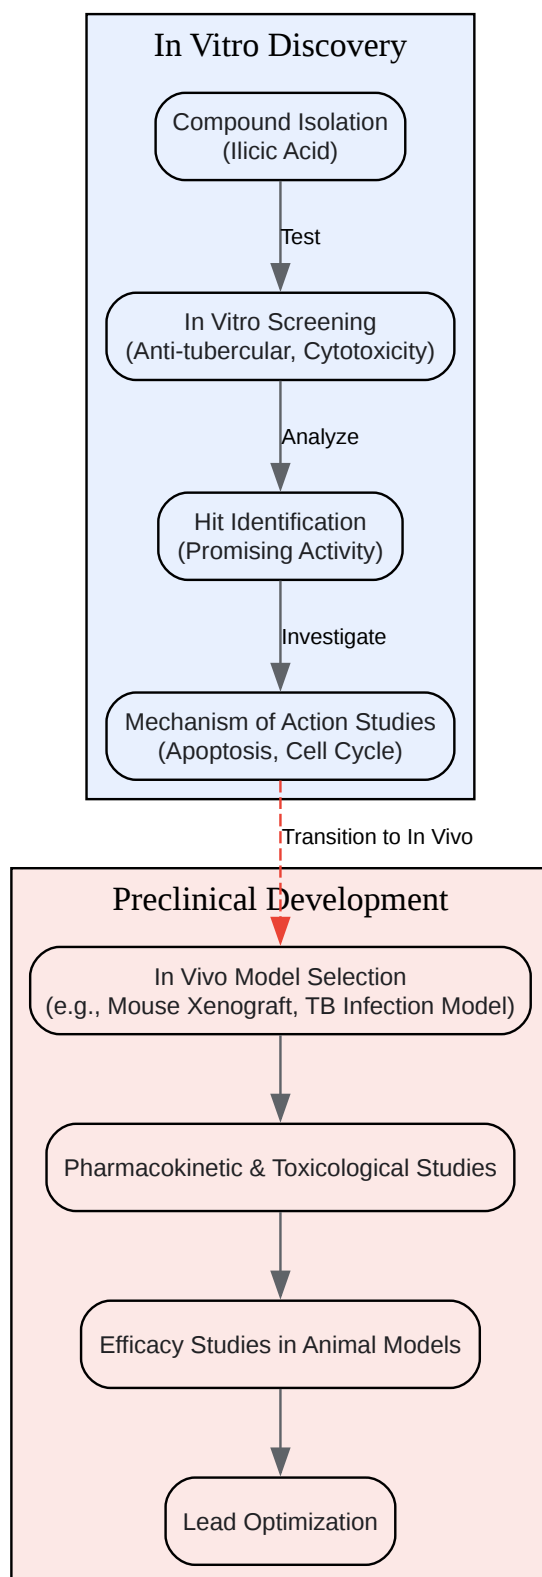 In Vitro Discovery
Compound Isolation
(Ilicic Acid)
Test
In Vitro Screening
(Anti-tubercular, Cytotoxicity)
Analyze
Hit Identification
(Promising Activity)
Investigate
Mechanism of Action Studies
(Apoptosis, Cell Cycle)
Transition to In Vivo
Preclinical Development
In Vivo Model Selection
(e.g., Mouse Xenograft, TB Infection Model)
Pharmacokinetic & Toxicological Studies
Efficacy Studies in Animal Models
Lead Optimization